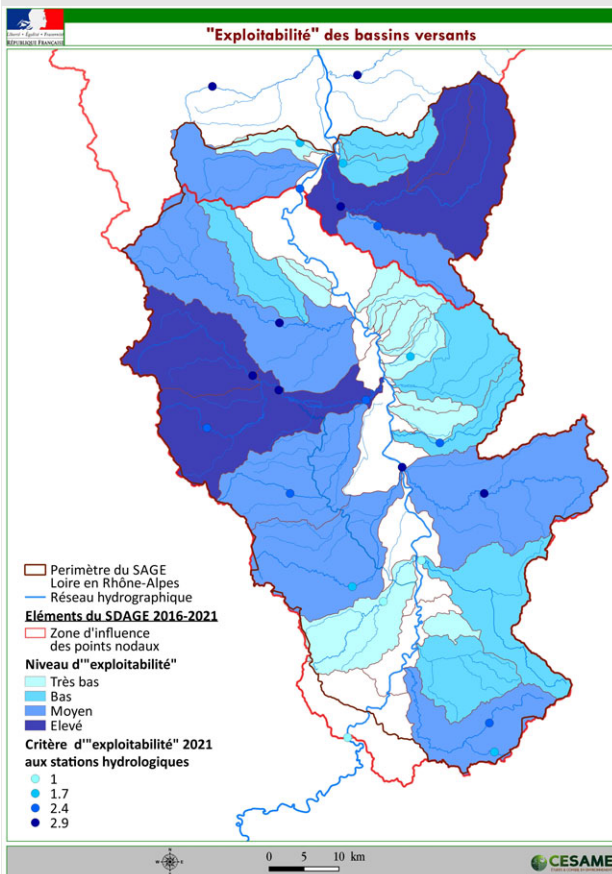 Liberté • Égalité • Fraternité
RÉPUBLIQUE FRANÇAISE
"Exploitabilité" des bassins versants
Perimètre du SAGE
Loire en Rhône-Alpes
Réseau hydrographique
Eléments du SDAGE 2016-2021
Zone d'influence
des points nodaux
Niveau d'"exploitabilité"
Très bas
Bas
Moyen
Elevé
Critère d'"exploitabilité" 2021
aux stations hydrologiques
1
1.7
2.4
2.9
0 5 10 km
CESAME